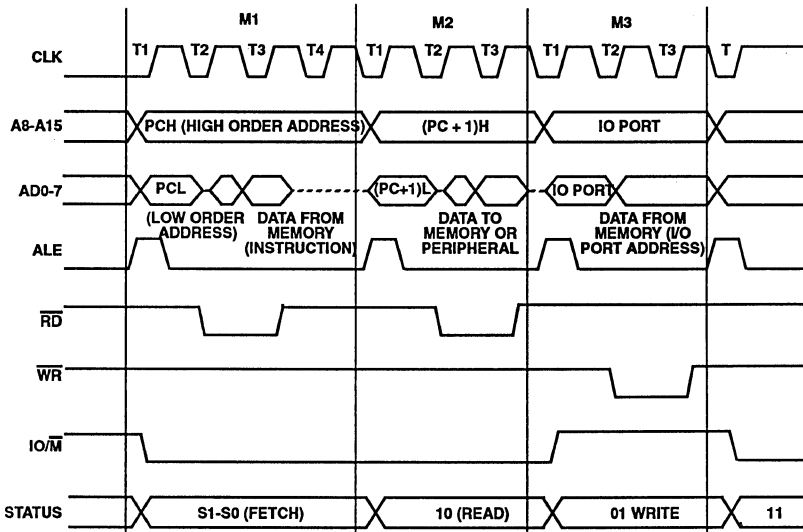 M1 M2 M3
CLK T1 T2 T3 T4 T1 T2 T3 T1 T2 T3 T
A8-A15 PCH (HIGH ORDER ADDRESS) (PC + 1)H IO PORT
AD0-7 PCL (PC+1)L IO PORT
(LOW ORDER DATA FROM DATA TO DATA FROM
ADDRESS) MEMORY MEMORY OR MEMORY (I/O
(INSTRUCTION) PERIPHERAL PORT ADDRESS)
ALE
RD
WR
IO/M
STATUS S1-S0 (FETCH) 10 (READ) 01 WRITE 11